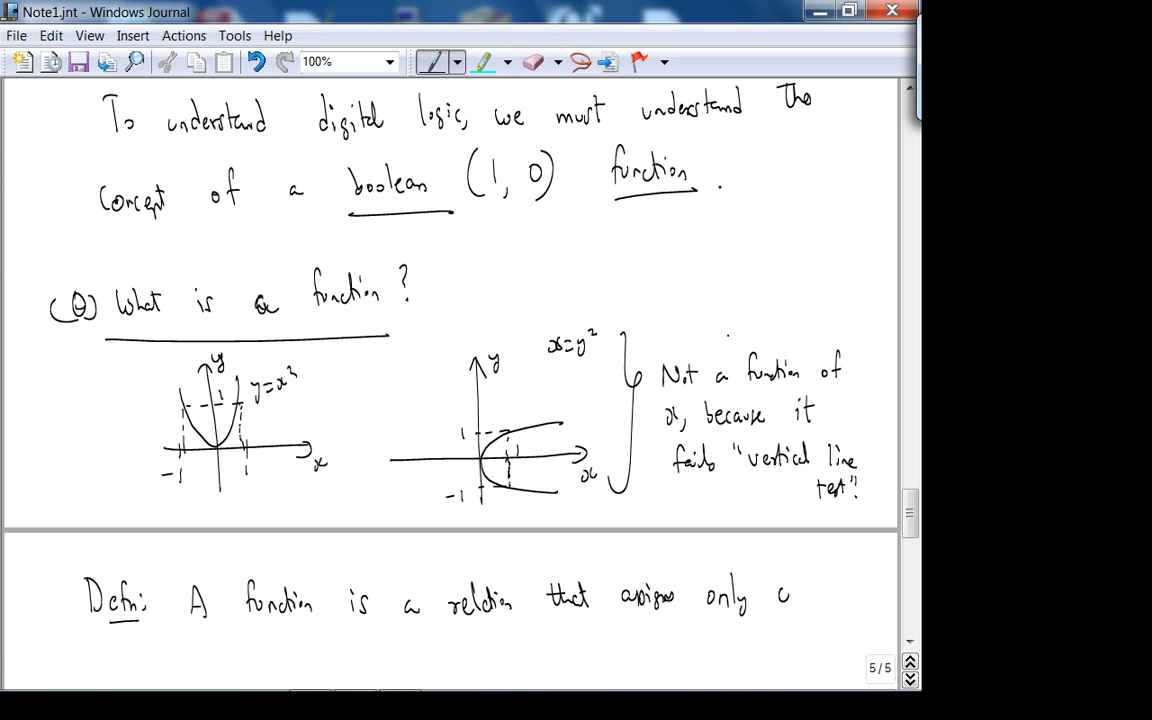 Note1.jnt - Windows Journal
File Edit View Insert Actions Tools Help
100%
To understand digital logic, we must understand the
concept of a boolean (1, 0) function.
(Q) What is a function?
y
1
y=x²
-1
1
x
x=y²
y
1
1
-1
x
Not a function of
x, because it
fails "vertical line
test".
Defn: A function is a relation that assigns only
5/5